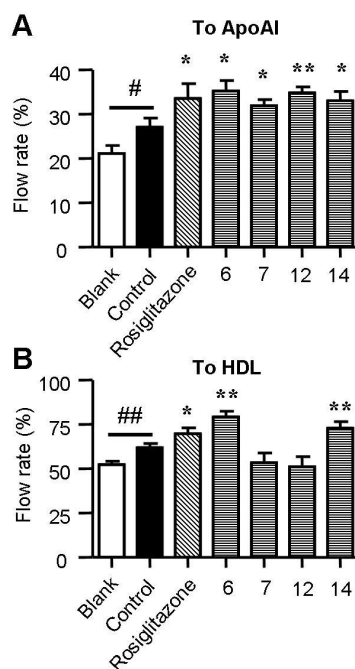 A
To ApoAI
Flow rate (%)
40
30
20
10
0
#
*
*
*
**
*
Blank
Control
Rosiglitazone
6
7
12
14
B
To HDL
Flow rate (%)
100
75
50
25
0
##
*
**
**
Blank
Control
Rosiglitazone
6
7
12
14